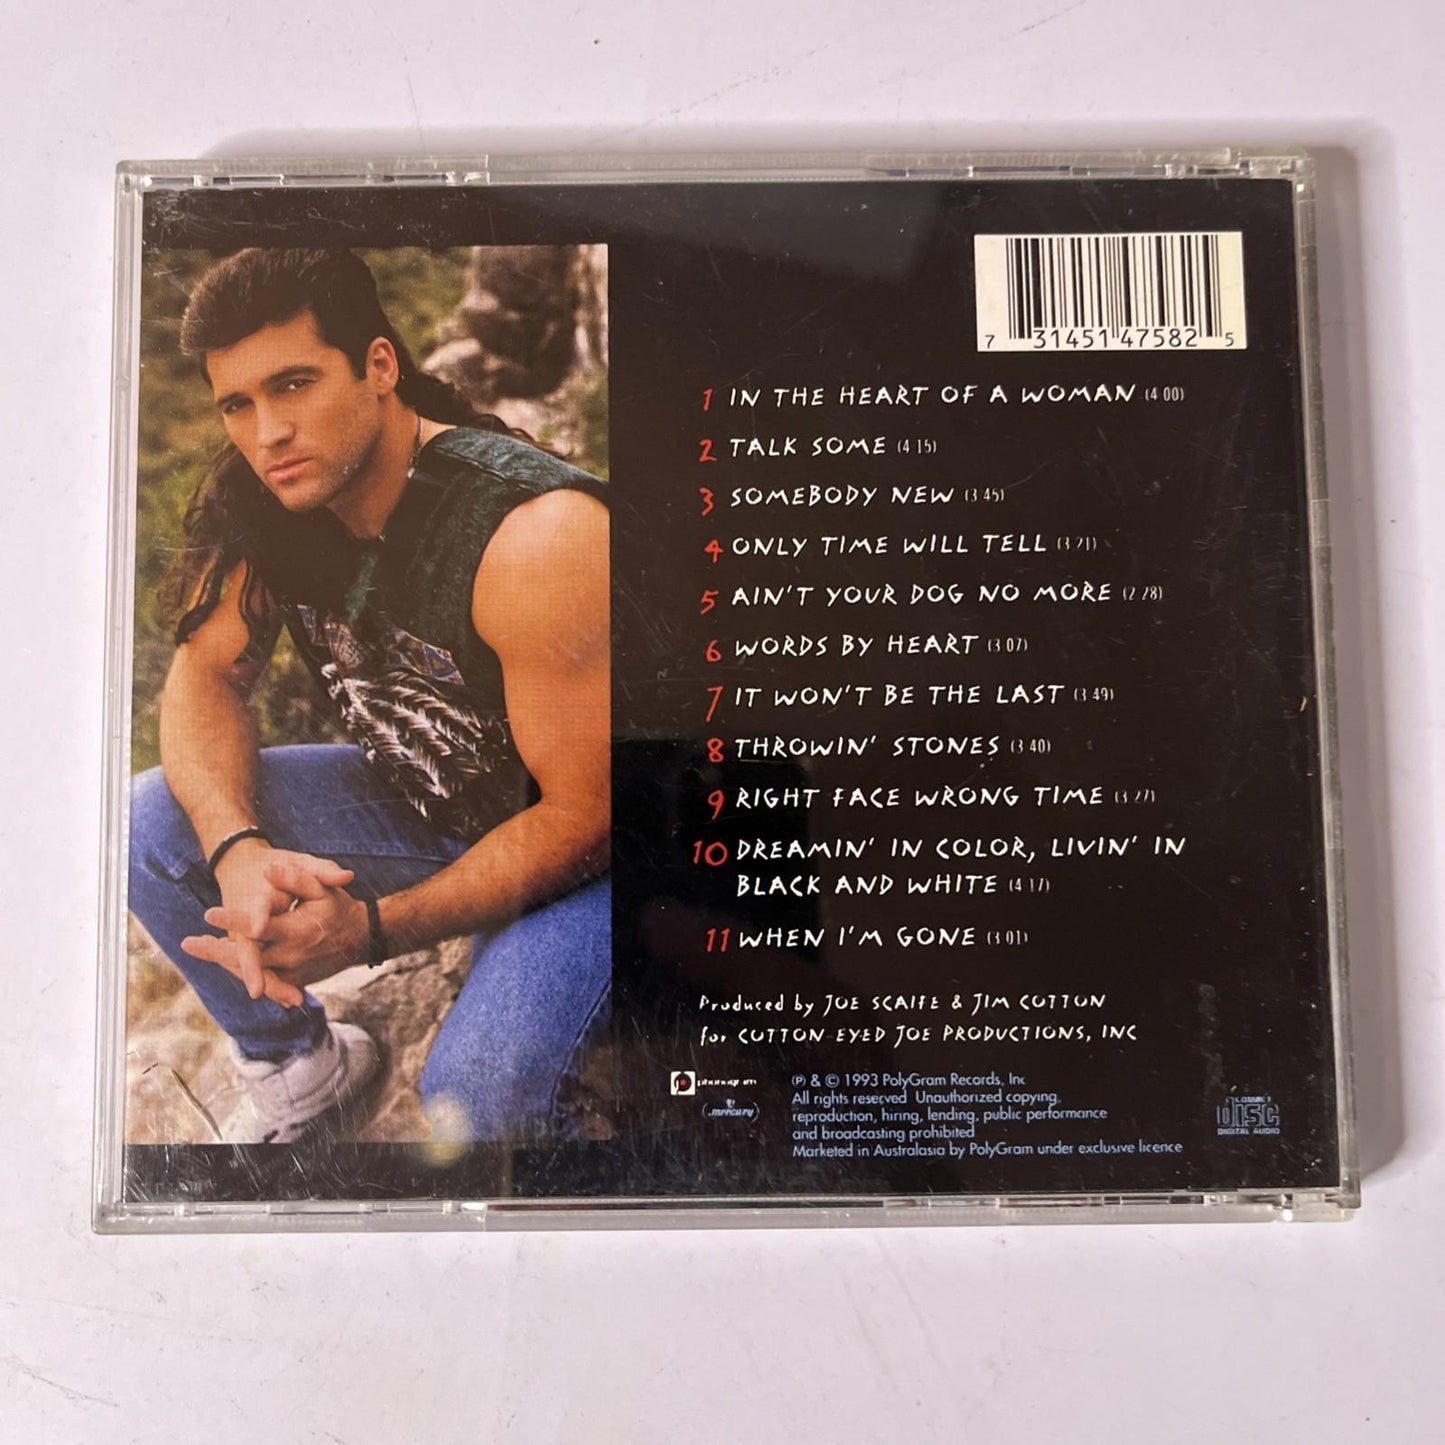 7 31451 47582 5
1 IN THE HEART OF A WOMAN (4 00)
2 TALK SOME (4 15)
3 SOMEBODY NEW (3 45)
4 ONLY TIME WILL TELL (3 21)
5 AIN'T YOUR DOG NO MORE (2 28)
6 WORDS BY HEART (3 07)
7 IT WON'T BE THE LAST (3 49)
8 THROWIN' STONES (3 40)
9 RIGHT FACE WRONG TIME (3 27)
10 DREAMIN' IN COLOR, LIVIN' IN
BLACK AND WHITE (4 17)
11 WHEN I'M GONE (3 01)
Produced by JOE SCAIFE & JIM COTTON
for COTTON EYED JOE PRODUCTIONS, INC
phonogram
mercury
℗ & © 1993 PolyGram Records, Inc
All rights reserved Unauthorized copying,
reproduction, hiring, lending, public performance
and broadcasting prohibited
Marketed in Australasia by PolyGram under exclusive licence
COMPACT
disc
DIGITAL AUDIO